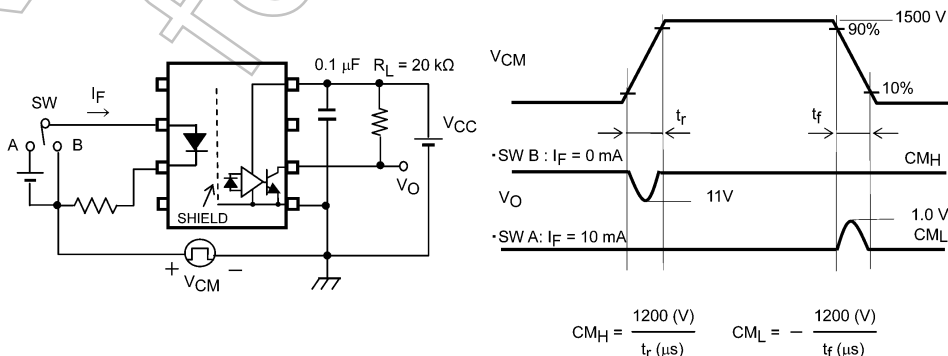 0.1 μF R_L = 20 kΩ
I_F
SW
A
B
V_CC
V_O
SHIELD
+ −
V_CM
1500 V
90%
V_CM
10%
t_r
t_f
·SW B : I_F = 0 mA
CM_H
V_O
11V
1.0 V
·SW A: I_F = 10 mA
CM_L
CM_H = 1200 (V) / t_r (μs) CM_L = − 1200 (V) / t_f (μs)